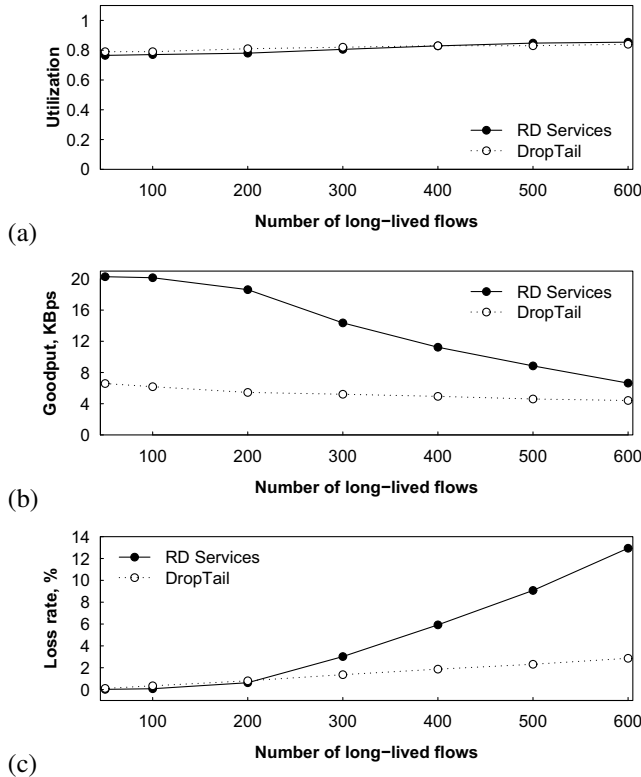 1
0.8
0.6
0.4
0.2
0
Utilization
RD Services
DropTail
100 200 300 400 500 600
Number of long−lived flows
(a)
20
16
12
8
4
0
Goodput, KBps
RD Services
DropTail
100 200 300 400 500 600
Number of long−lived flows
(b)
14
12
10
8
6
4
2
0
Loss rate, %
RD Services
DropTail
100 200 300 400 500 600
Number of long−lived flows
(c)